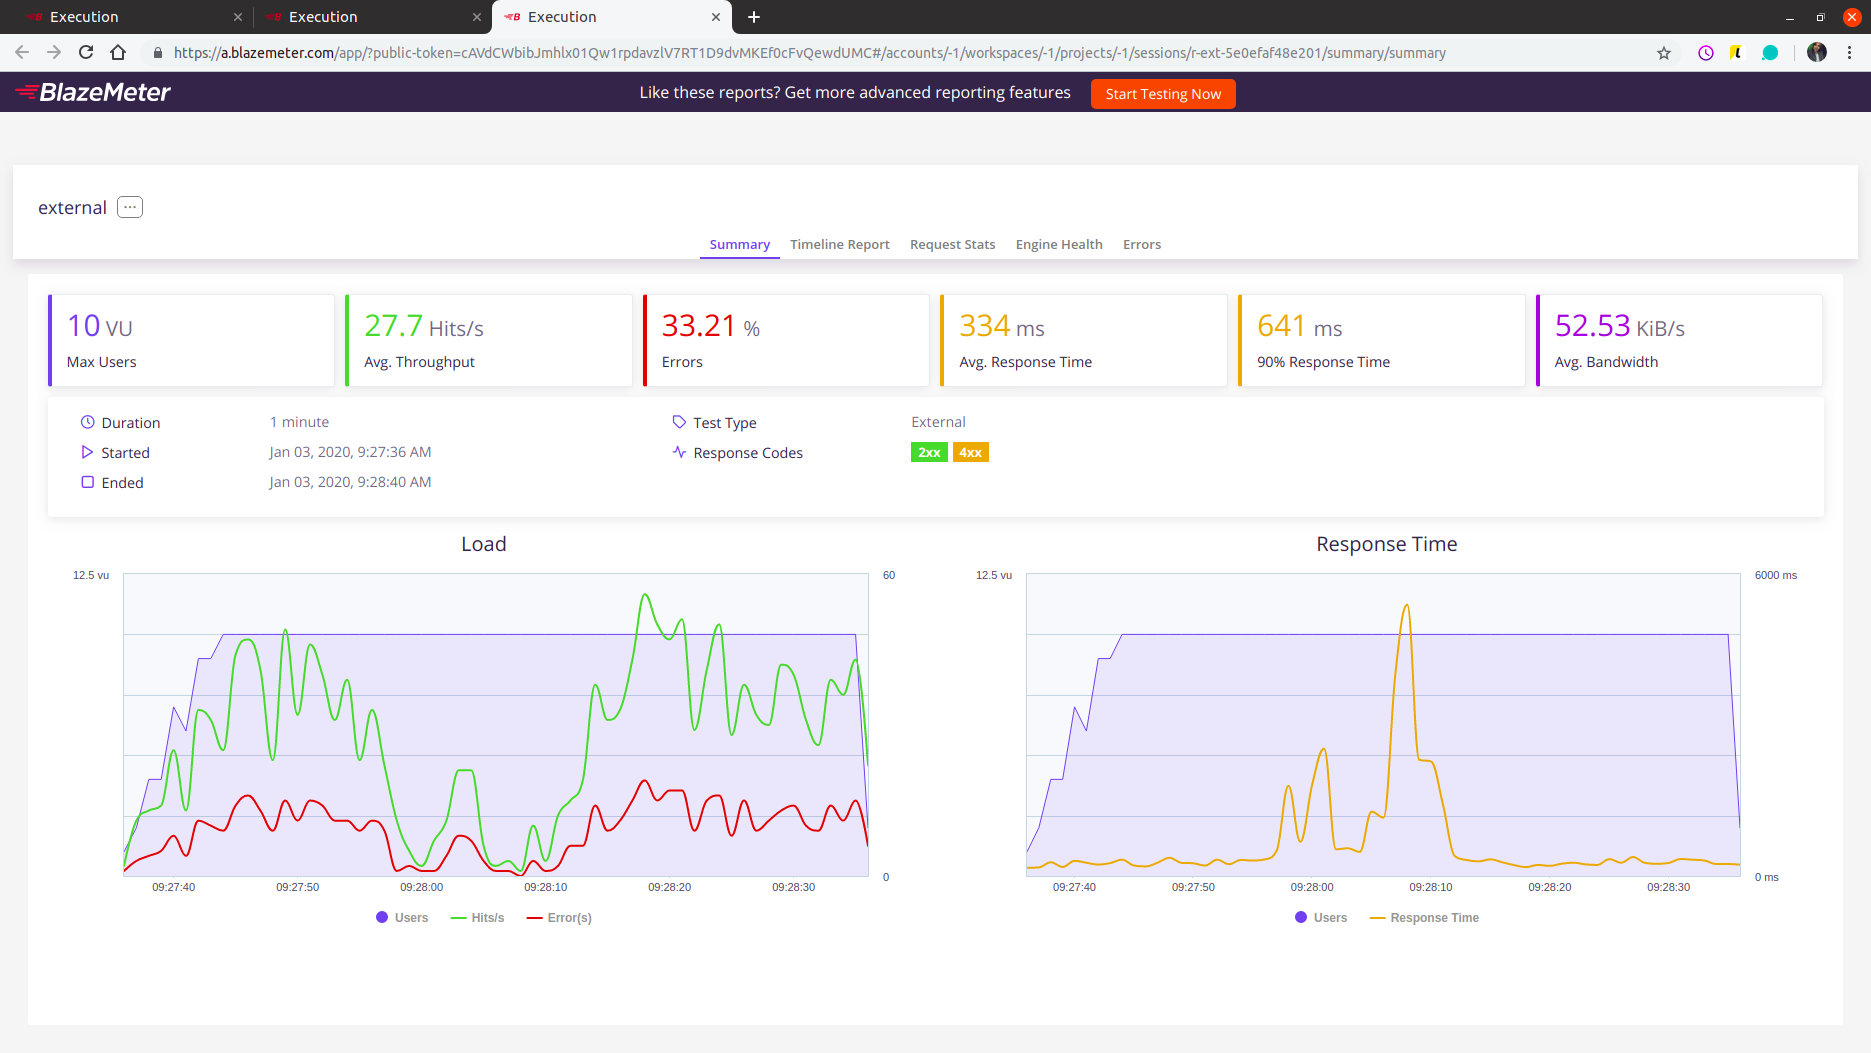 Execution
Execution
Execution
https://a.blazemeter.com/app/?public-token=cAVdCWbibJmhlx01Qw1rpdavzlV7RT1D9dvMKEf0cFvQewdUMC#/accounts/-1/workspaces/-1/projects/-1/sessions/r-ext-5e0efaf48e201/summary/summary
BlazeMeter
Like these reports? Get more advanced reporting features
Start Testing Now
external
Summary Timeline Report Request Stats Engine Health Errors
10 VU
Max Users
27.7 Hits/s
Avg. Throughput
33.21 %
Errors
334 ms
Avg. Response Time
641 ms
90% Response Time
52.53 KiB/s
Avg. Bandwidth
Duration 1 minute
Started Jan 03, 2020, 9:27:36 AM
Ended Jan 03, 2020, 9:28:40 AM
Test Type External
Response Codes 2xx 4xx
Load
12.5 vu
60
0
09:27:40 09:27:50 09:28:00 09:28:10 09:28:20 09:28:30
Users Hits/s Error(s)
Response Time
12.5 vu
6000 ms
0 ms
09:27:40 09:27:50 09:28:00 09:28:10 09:28:20 09:28:30
Users Response Time